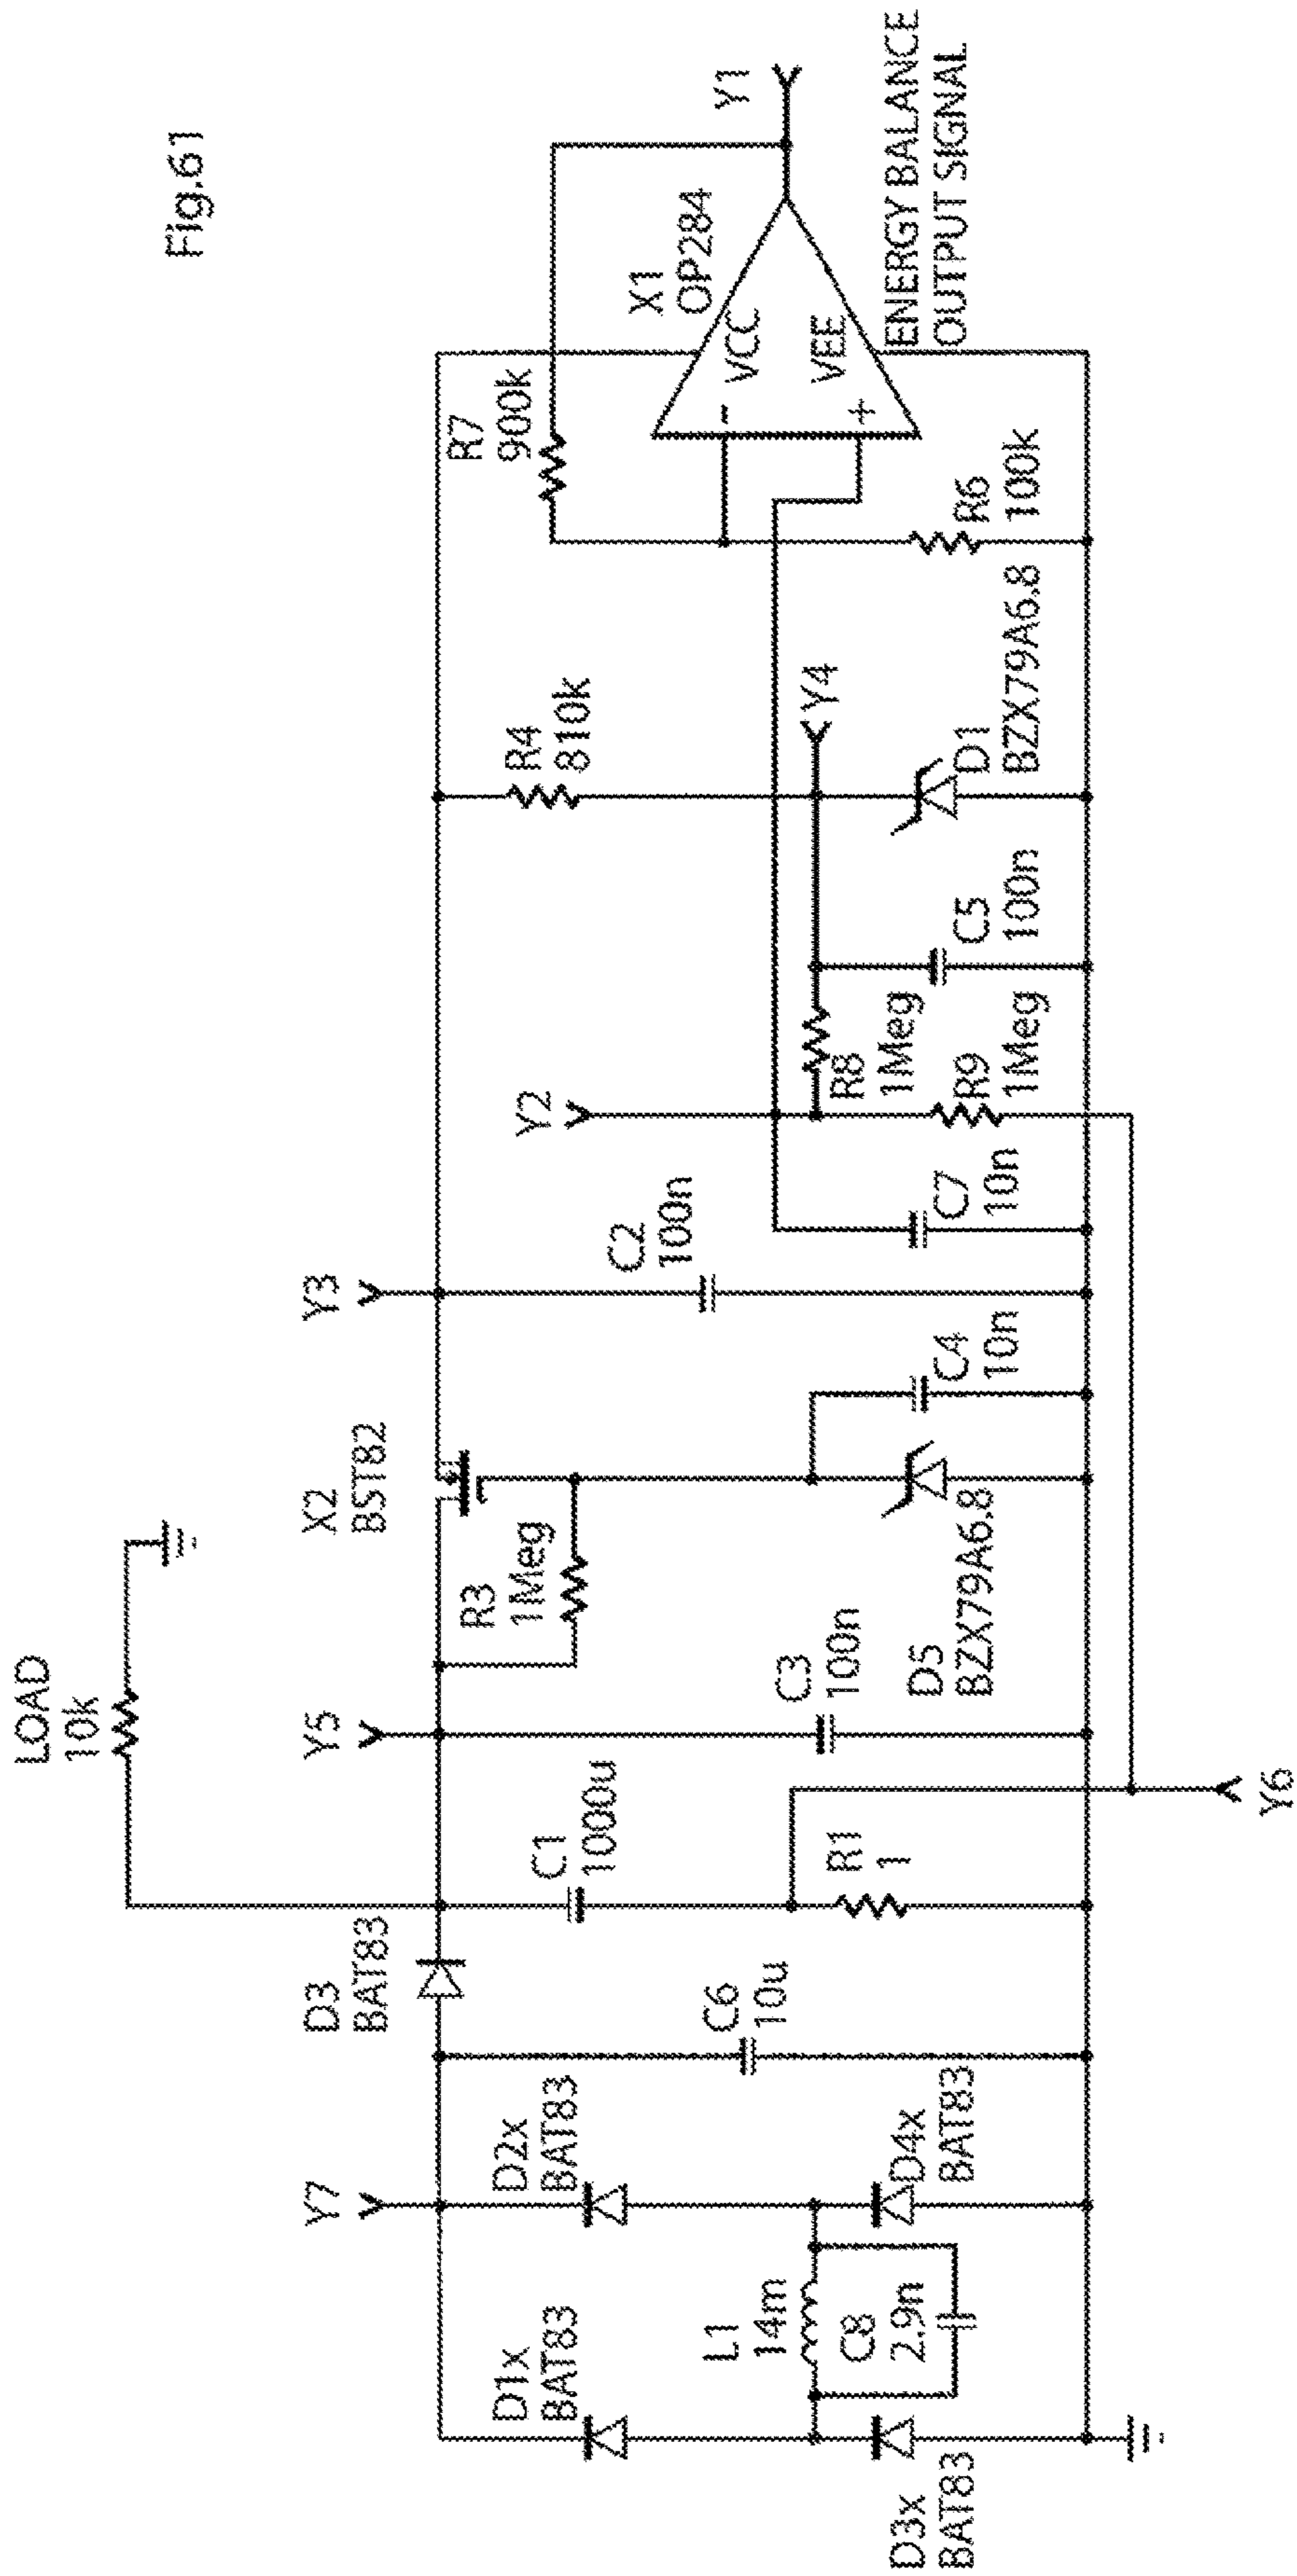 Fig.61
LOAD
10k
D3
BAT83
Y7
Y5
X2
BST82
Y3
Y2
D1x
BAT83
D2x
BAT83
C6
10u
C1
1000u
R3
1Meg
C2
100n
R4
810k
R7
900k
X1
OP284
Y1
VCC
-
VEE
+
ENERGY BALANCE
OUTPUT SIGNAL
L1
14m
C8
2.9n
D3x
BAT83
D4x
BAT83
R1
1
C3
100n
D5
BZX79A6.8
C4
10n
C7
10n
R8
1Meg
R9
1Meg
C5
100n
Y4
D1
BZX79A6.8
R6
100k
Y6